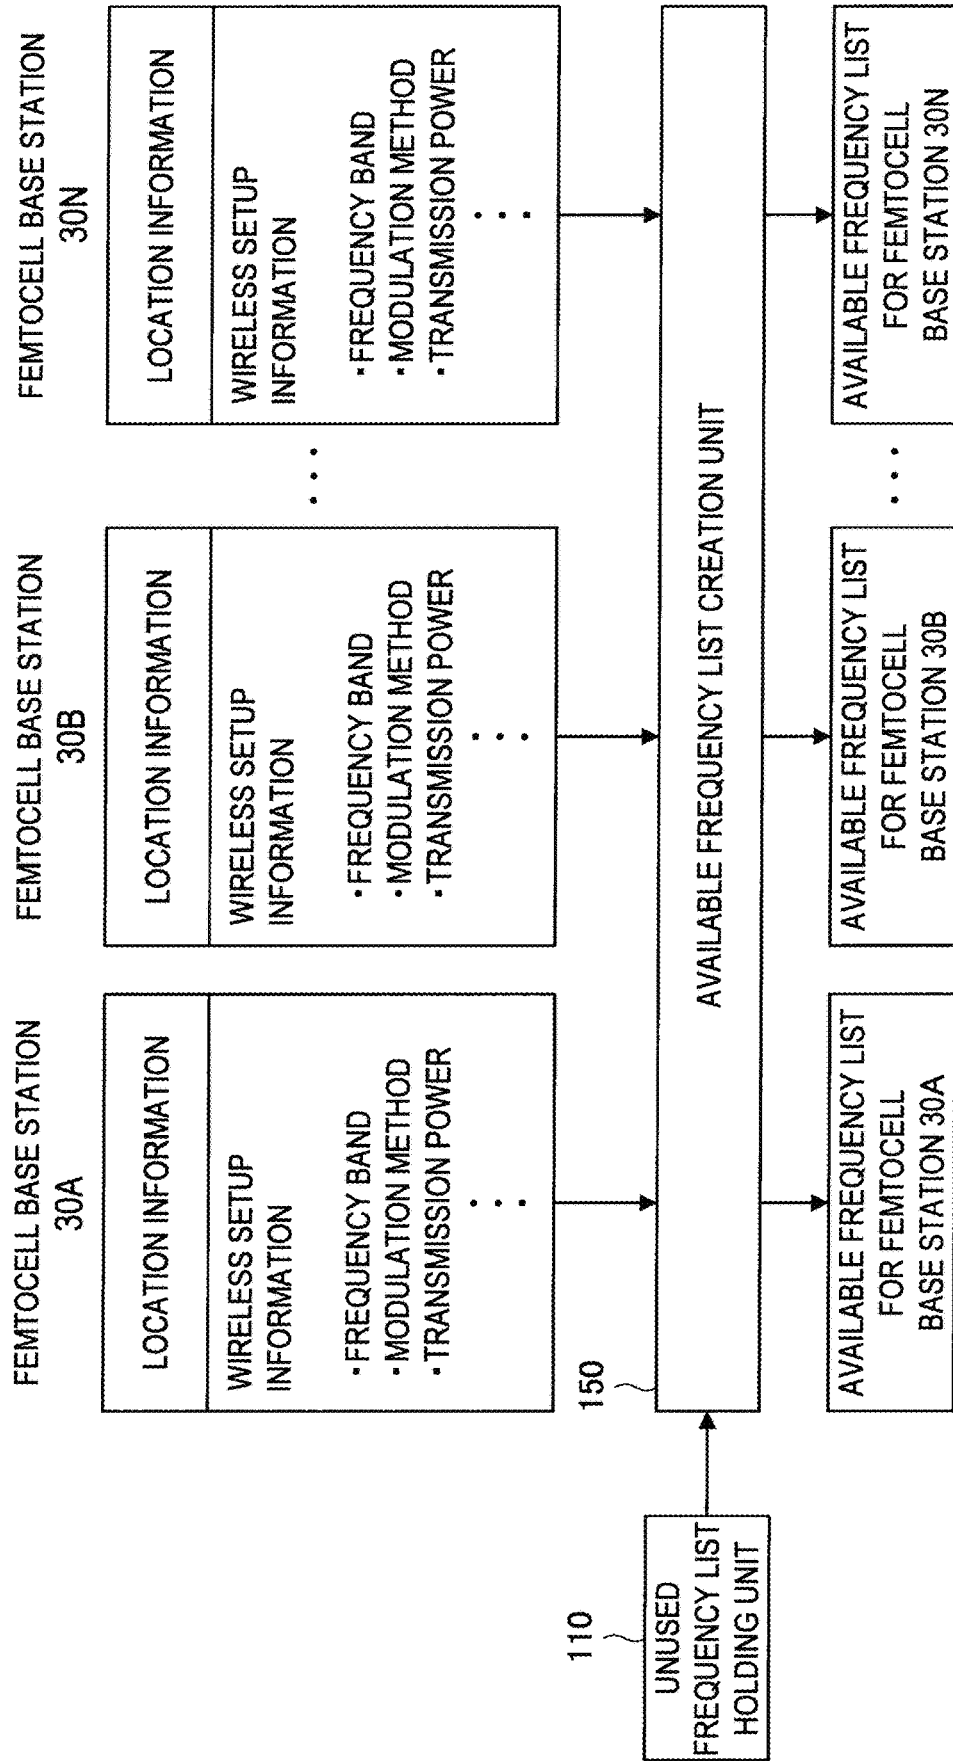 FEMTOCELL BASE STATION
30A
LOCATION INFORMATION
WIRELESS SETUP
INFORMATION
・FREQUENCY BAND
・MODULATION METHOD
・TRANSMISSION POWER
・・・
FEMTOCELL BASE STATION
30B
LOCATION INFORMATION
WIRELESS SETUP
INFORMATION
・FREQUENCY BAND
・MODULATION METHOD
・TRANSMISSION POWER
・・・
・・・
FEMTOCELL BASE STATION
30N
LOCATION INFORMATION
WIRELESS SETUP
INFORMATION
・FREQUENCY BAND
・MODULATION METHOD
・TRANSMISSION POWER
・・・
110
UNUSED
FREQUENCY LIST
HOLDING UNIT
150
AVAILABLE FREQUENCY LIST CREATION UNIT
AVAILABLE FREQUENCY LIST
FOR FEMTOCELL
BASE STATION 30A
AVAILABLE FREQUENCY LIST
FOR FEMTOCELL
BASE STATION 30B
・・・
AVAILABLE FREQUENCY LIST
FOR FEMTOCELL
BASE STATION 30N